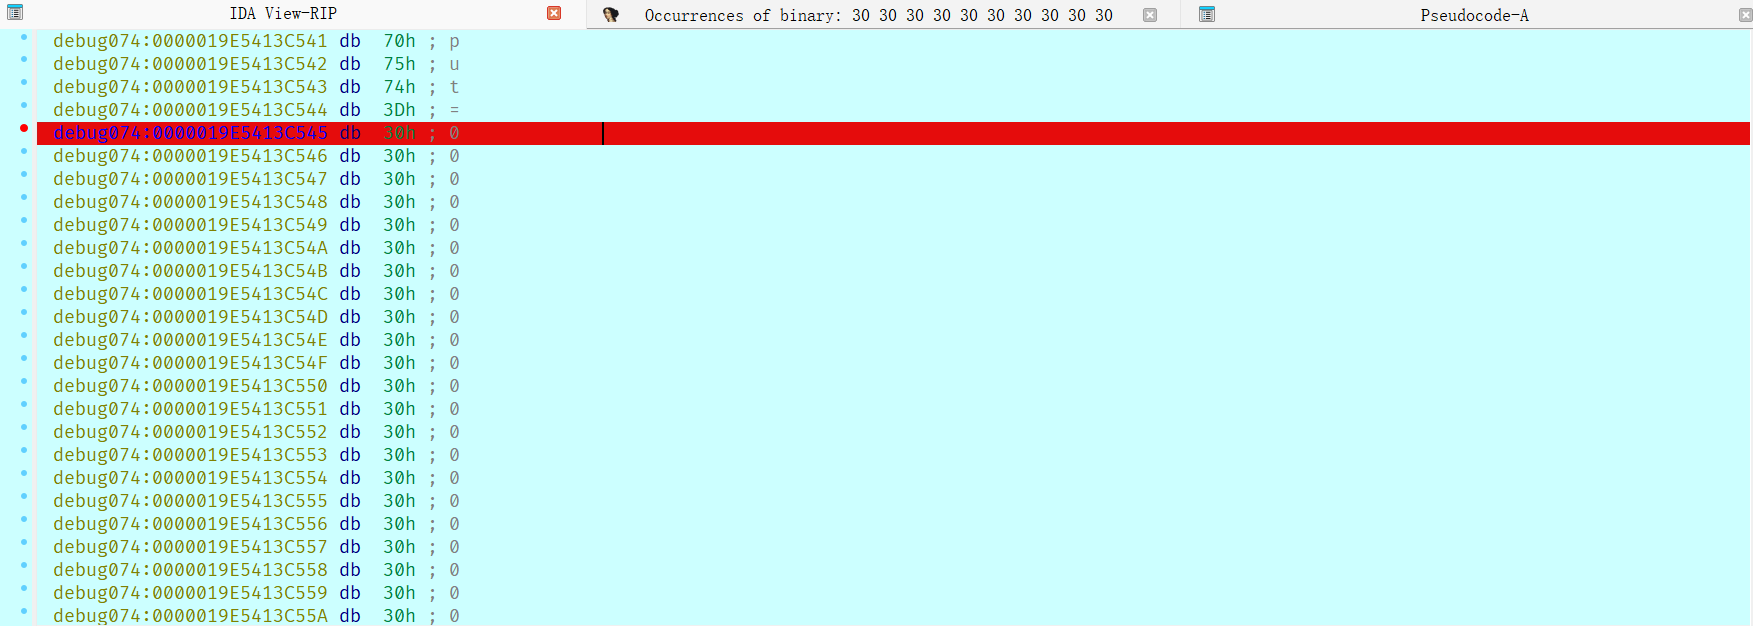 IDA View-RIP Occurrences of binary: 30 30 30 30 30 30 30 30 30 30 Pseudocode-A
debug074:0000019E5413C541 db 70h ; p
debug074:0000019E5413C542 db 75h ; u
debug074:0000019E5413C543 db 74h ; t
debug074:0000019E5413C544 db 3Dh ; =
debug074:0000019E5413C545 db 30h ; 0
debug074:0000019E5413C546 db 30h ; 0
debug074:0000019E5413C547 db 30h ; 0
debug074:0000019E5413C548 db 30h ; 0
debug074:0000019E5413C549 db 30h ; 0
debug074:0000019E5413C54A db 30h ; 0
debug074:0000019E5413C54B db 30h ; 0
debug074:0000019E5413C54C db 30h ; 0
debug074:0000019E5413C54D db 30h ; 0
debug074:0000019E5413C54E db 30h ; 0
debug074:0000019E5413C54F db 30h ; 0
debug074:0000019E5413C550 db 30h ; 0
debug074:0000019E5413C551 db 30h ; 0
debug074:0000019E5413C552 db 30h ; 0
debug074:0000019E5413C553 db 30h ; 0
debug074:0000019E5413C554 db 30h ; 0
debug074:0000019E5413C555 db 30h ; 0
debug074:0000019E5413C556 db 30h ; 0
debug074:0000019E5413C557 db 30h ; 0
debug074:0000019E5413C558 db 30h ; 0
debug074:0000019E5413C559 db 30h ; 0
debug074:0000019E5413C55A db 30h ; 0